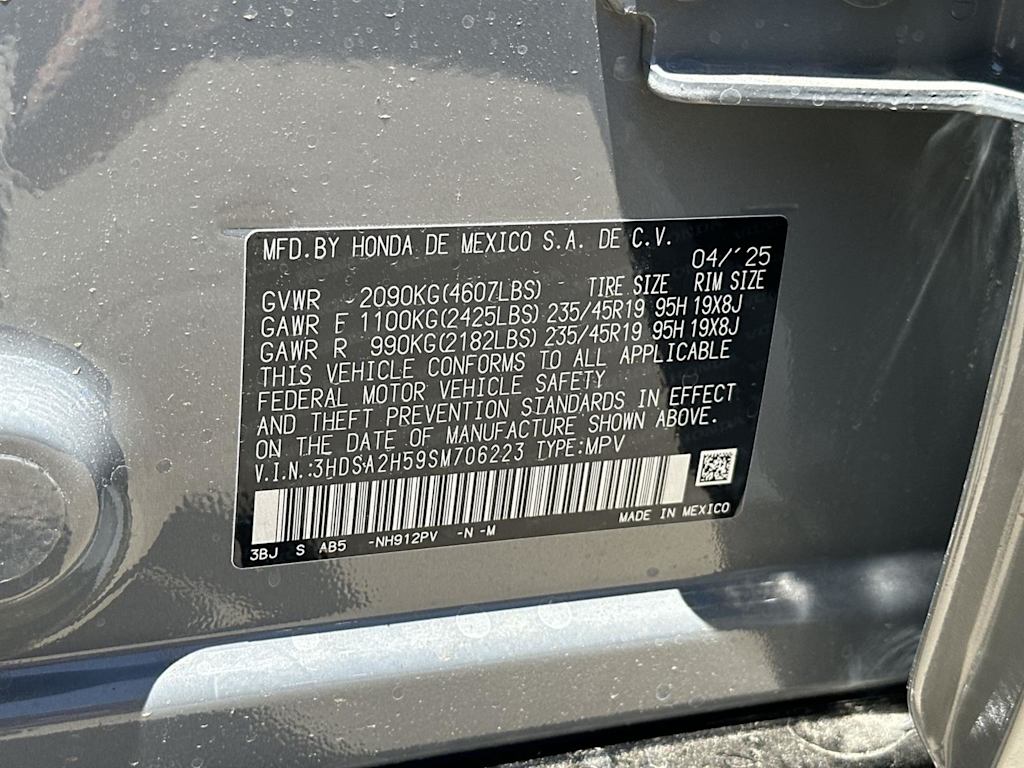 MFD.BY HONDA DE MEXICO S.A. DE C.V.
04/'25
GVWR 2090KG(4607LBS) TIRE SIZE RIM SIZE
GAWR F 1100KG(2425LBS) 235/45R19 95H 19X8J
GAWR R 990KG(2182LBS) 235/45R19 95H 19X8J
THIS VEHICLE CONFORMS TO ALL APPLICABLE
FEDERAL MOTOR VEHICLE SAFETY
AND THEFT PREVENTION STANDARDS IN EFFECT
ON THE DATE OF MANUFACTURE SHOWN ABOVE.
V.I.N.:3HDSA2H59SM706223 TYPE:MPV
MADE IN MEXICO
3BJ S AB5 -NH912PV -N -M